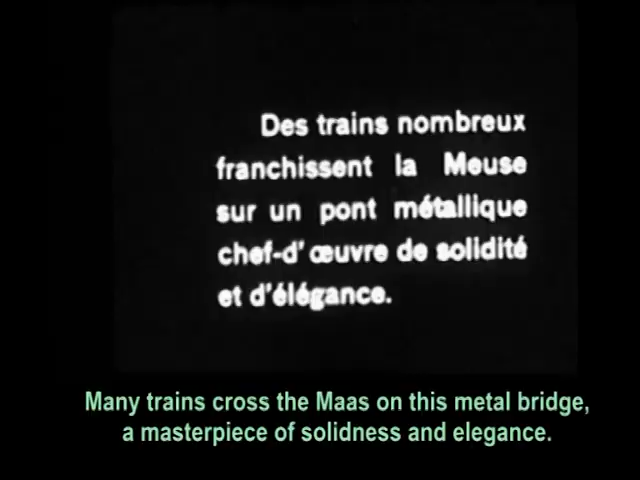 Des trains nombreux
franchissent la Meuse
sur un pont métallique
chef-d'œuvre de solidité
et d'élégance.
Many trains cross the Maas on this metal bridge,
a masterpiece of solidness and elegance.